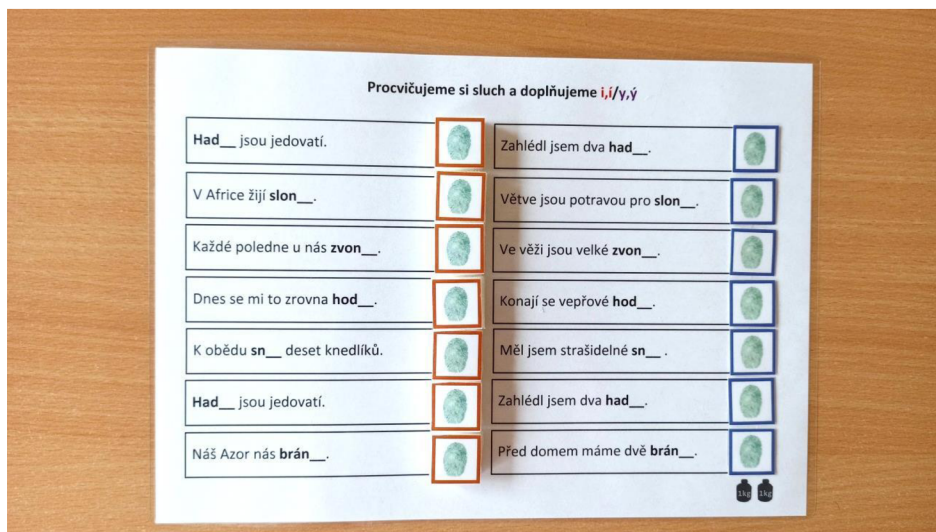 Procvičujeme si sluch a doplňujeme i,í/y,ý
Had__ jsou jedovatí.
V Africe žijí slon__.
Každé poledne u nás zvon__.
Dnes se mi to zrovna hod__.
K obědu sn__ deset knedlíků.
Had__ jsou jedovatí.
Náš Azor nás brán__.
Zahlédl jsem dva had__.
Větve jsou potravou pro slon__.
Ve věži jsou velké zvon__.
Konají se vepřové hod__.
Měl jsem strašidelné sn__ .
Zahlédl jsem dva had__.
Před domem máme dvě brán__.
1kg 1kg